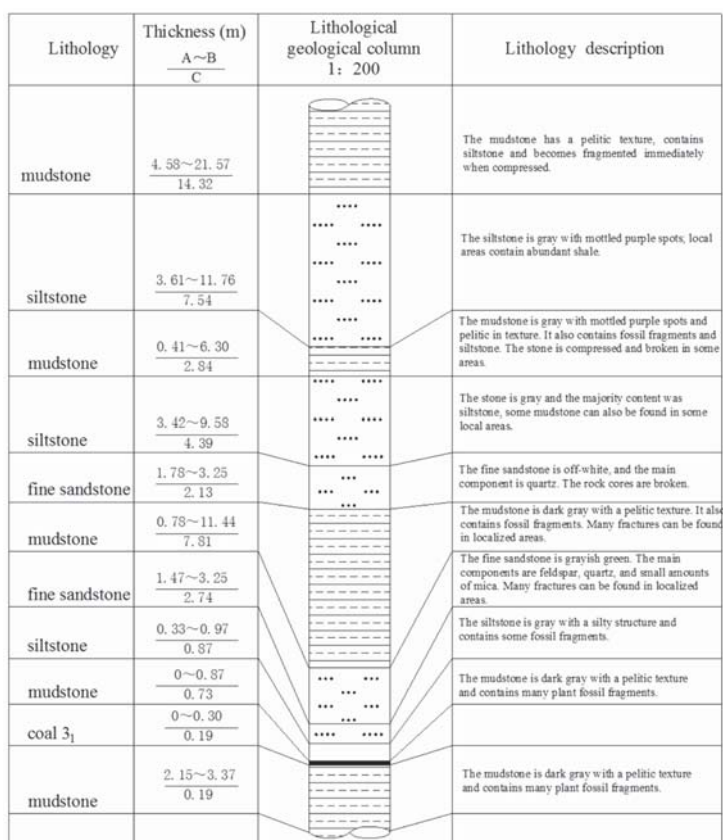 Lithology
Thickness (m)
A～B
C
Lithological
geological column
1: 200
Lithology description
mudstone
4.58～21.57
14.32
The mudstone has a pelitic texture, contains
siltstone and becomes fragmented immediately
when compressed.
siltstone
3.61～11.76
7.54
The siltstone is gray with mottled purple spots; local
areas contain abundant shale.
mudstone
0.41～6.30
2.84
The mudstone is gray with mottled purple spots and
pelitic in texture. It also contains fossil fragments and
siltstone. The stone is compressed and broken in some
areas.
siltstone
3.42～9.58
4.39
The stone is gray and the majority content was
siltstone, some mudstone can also be found in some
local areas.
fine sandstone
1.78～3.25
2.13
The fine sandstone is off-white, and the main
component is quartz. The rock cores are broken.
mudstone
0.78～11.44
7.81
The mudstone is dark gray with a pelitic texture. It also
contains fossil fragments. Many fractures can be found
in localized areas.
fine sandstone
1.47～3.25
2.74
The fine sandstone is grayish green. The main
components are feldspar, quartz, and small amounts
of mica. Many fractures can be found in localized
areas.
siltstone
0.33～0.97
0.87
The siltstone is gray with a silty structure and
contains some fossil fragments.
mudstone
0～0.87
0.73
The mudstone is dark gray with a pelitic texture
and contains many plant fossil fragments.
coal 3₁
0～0.30
0.19
mudstone
2.15～3.37
0.19
The mudstone is dark gray with a pelitic texture
and contains many plant fossil fragments.